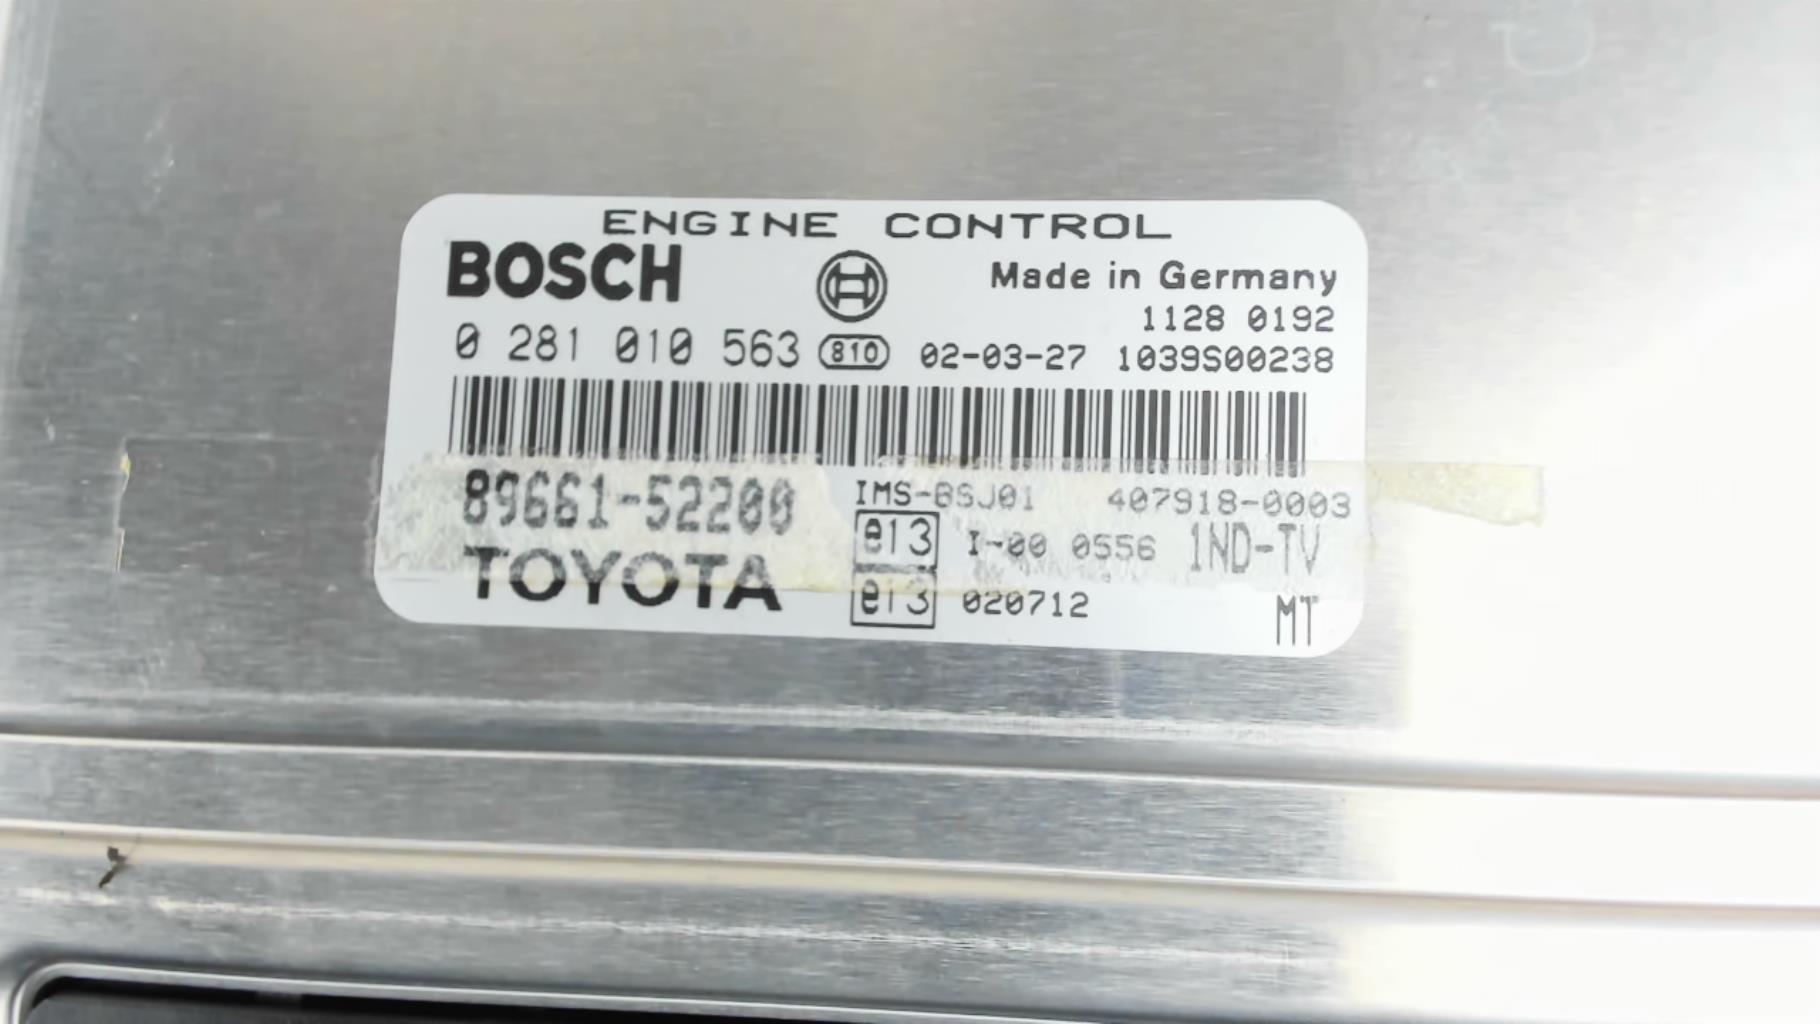 ENGINE CONTROL
BOSCH Made in Germany
1128 0192
0 281 010 563 810 02-03-27 1039S00238
89661-52200 IMS-BSJ01 407918-0003
e13 I-00 0556 1ND-TV
TOYOTA e13 020712 MT